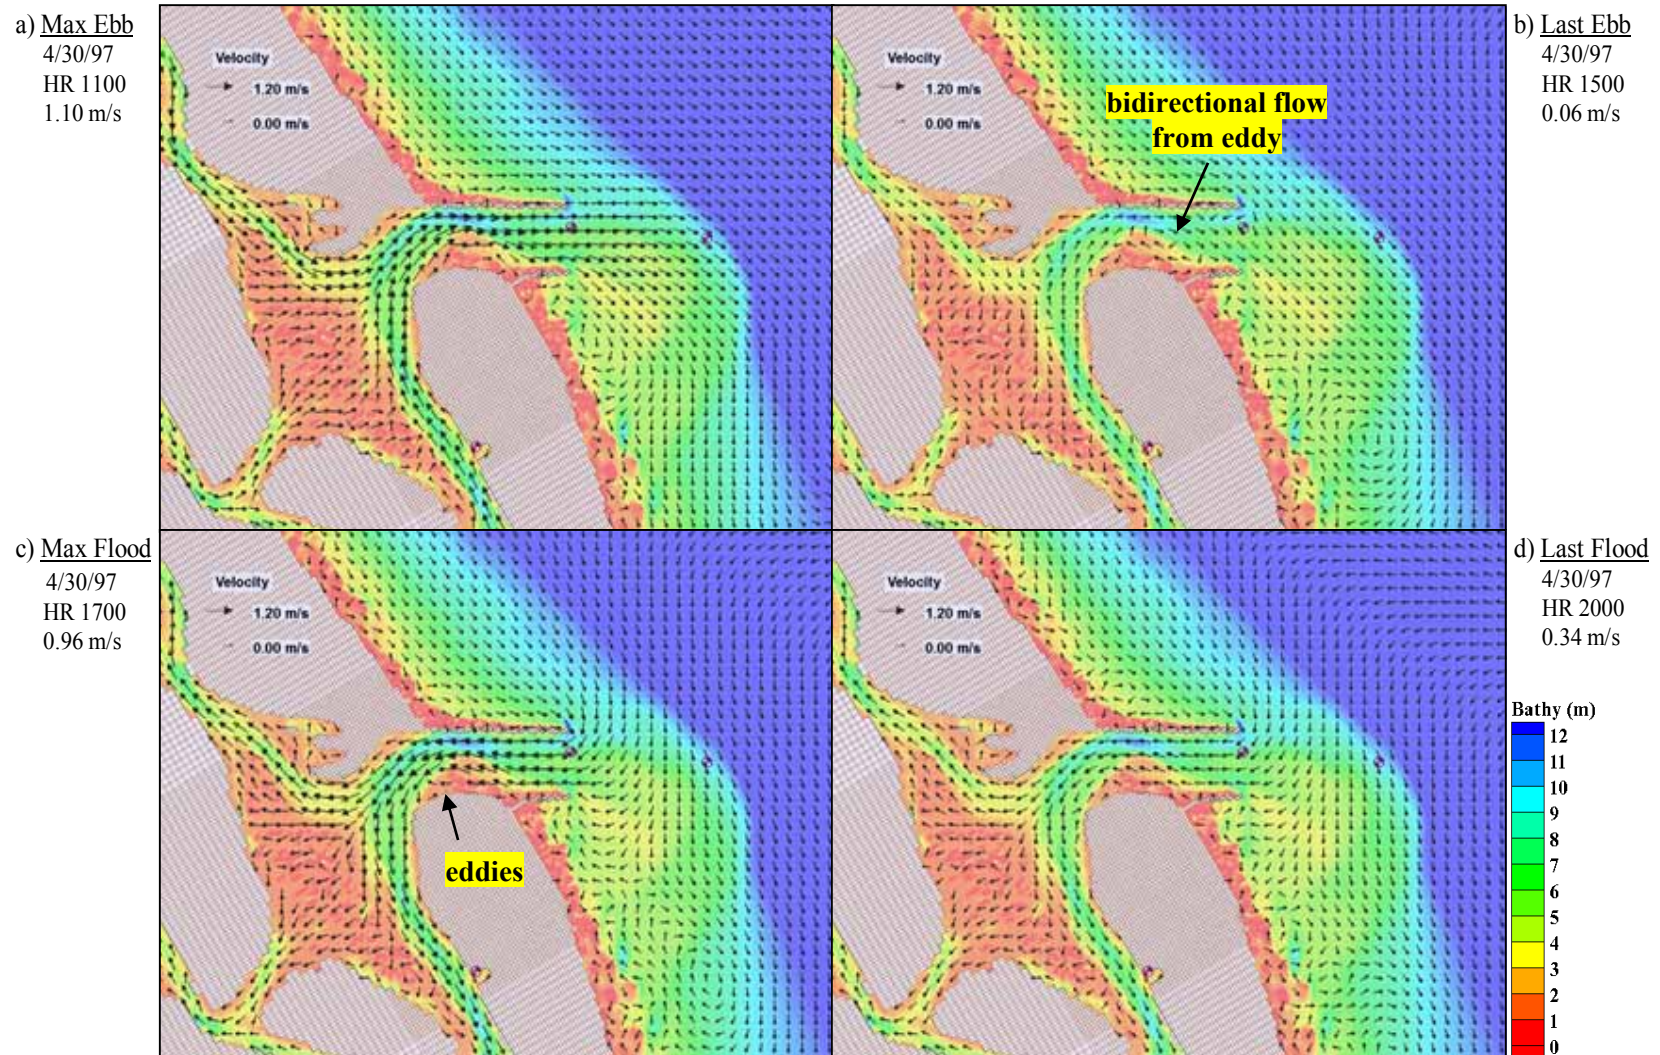 a) Max Ebb
4/30/97
HR 1100
1.10 m/s
Velocity
1.20 m/s
0.00 m/s
b) Last Ebb
4/30/97
HR 1500
0.06 m/s
Velocity
1.20 m/s
0.00 m/s
bidirectional flow
from eddy
c) Max Flood
4/30/97
HR 1700
0.96 m/s
Velocity
1.20 m/s
0.00 m/s
eddies
d) Last Flood
4/30/97
HR 2000
0.34 m/s
Velocity
1.20 m/s
0.00 m/s
Bathy (m)
12
11
10
9
8
7
6
5
4
3
2
1
0